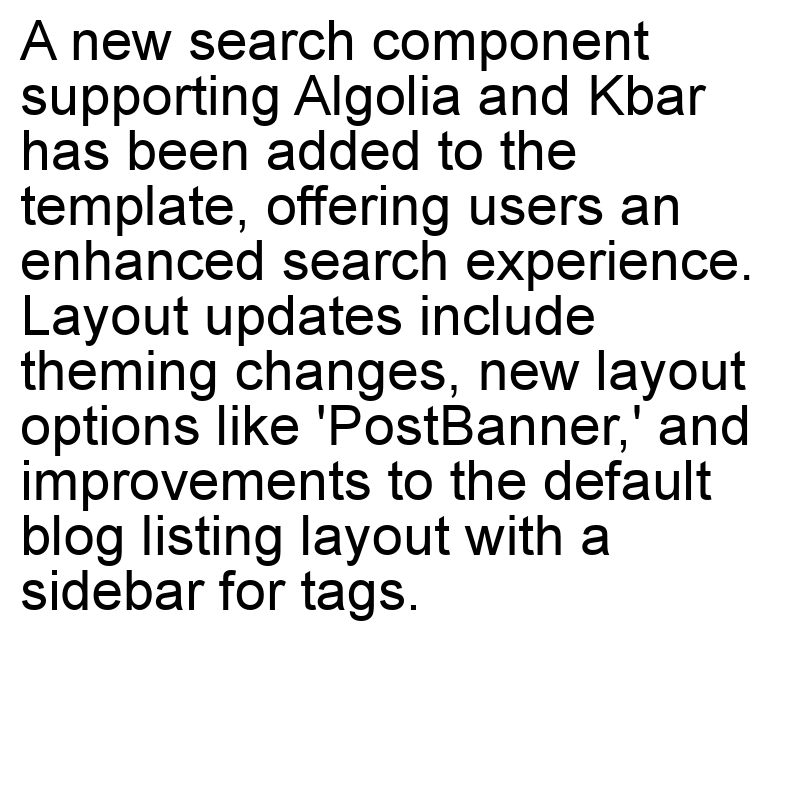 A new search component
supporting Algolia and Kbar
has been added to the
template, offering users an
enhanced search experience.
Layout updates include
theming changes, new layout
options like 'PostBanner,' and
improvements to the default
blog listing layout with a
sidebar for tags.